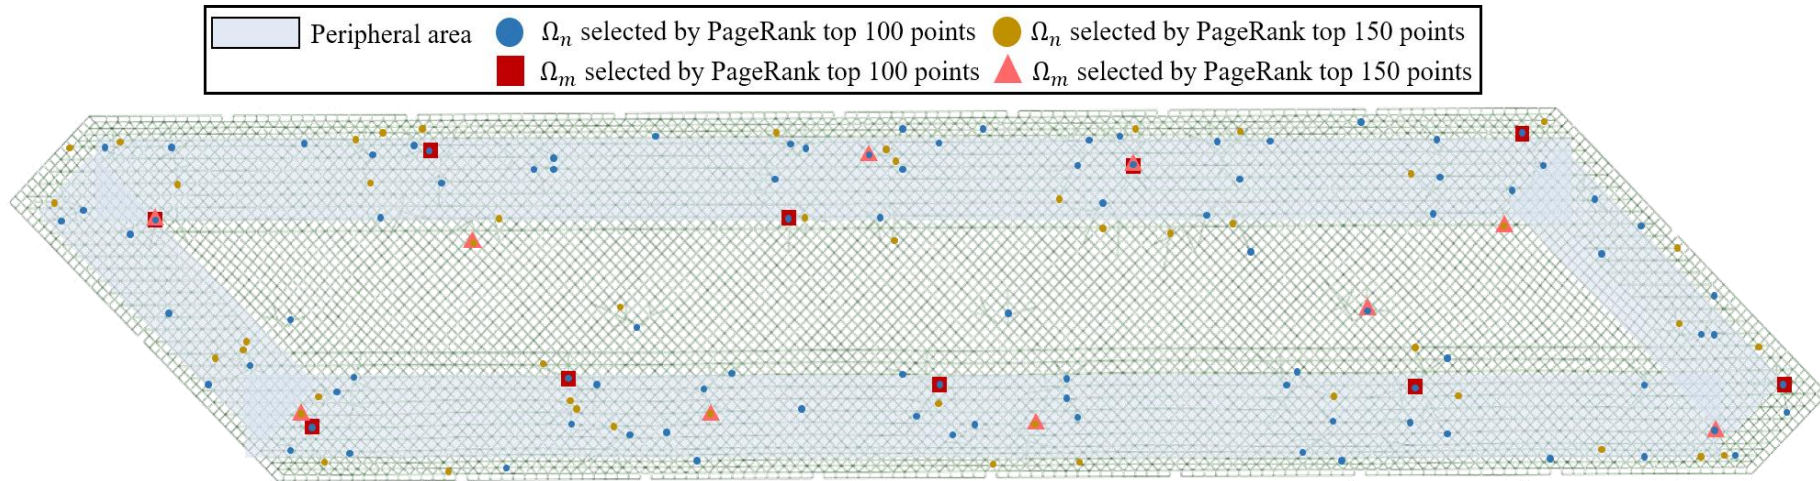 Peripheral area Ωₙ selected by PageRank top 100 points Ωₙ selected by PageRank top 150 points
Ωₘ selected by PageRank top 100 points Ωₘ selected by PageRank top 150 points